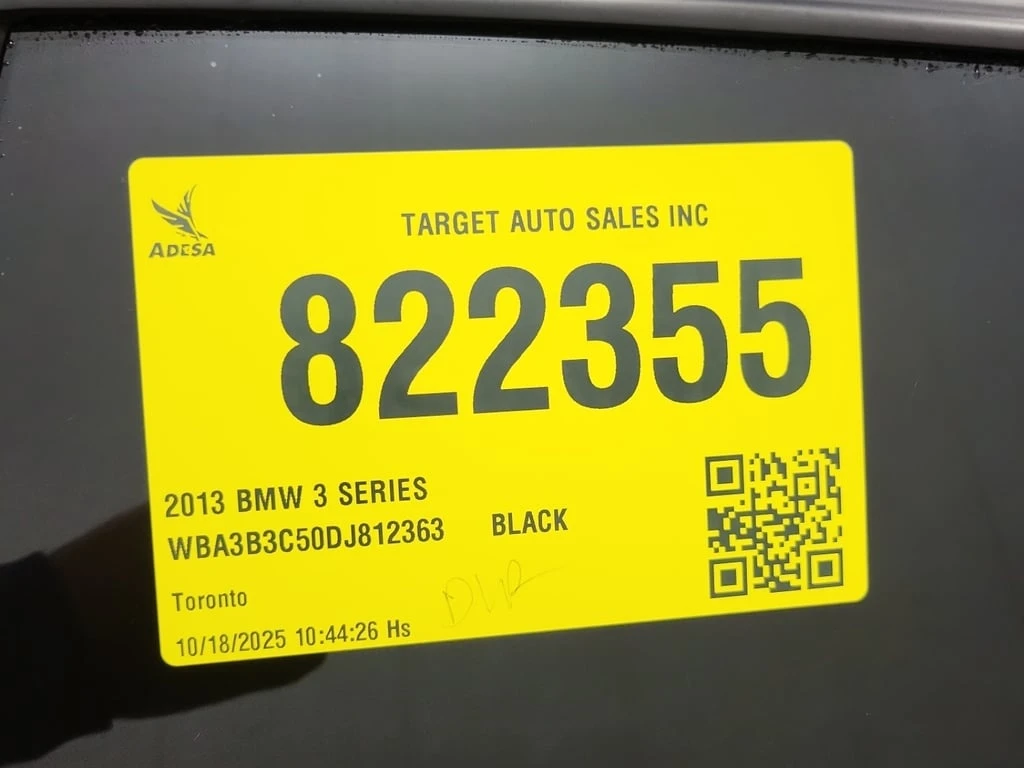 ADESA
TARGET AUTO SALES INC
822355
2013 BMW 3 SERIES
WBA3B3C50DJ812363 BLACK
Toronto
10/18/2025 10:44:26 Hs